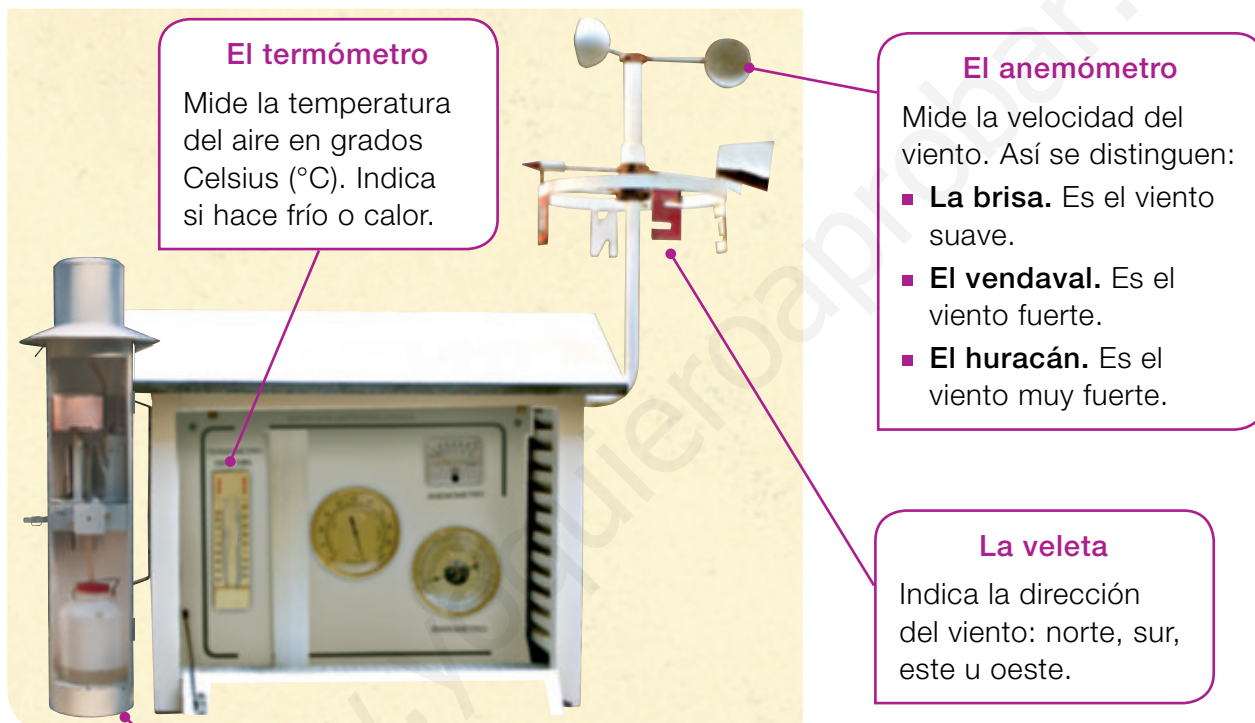 El termómetro
Mide la temperatura
del aire en grados
Celsius (°C). Indica
si hace frío o calor.
El anemómetro
Mide la velocidad del
viento. Así se distinguen:
▪ La brisa. Es el viento
suave.
▪ El vendaval. Es el
viento fuerte.
▪ El huracán. Es el
viento muy fuerte.
La veleta
Indica la dirección
del viento: norte, sur,
este u oeste.
www.yoquieroaprobar.